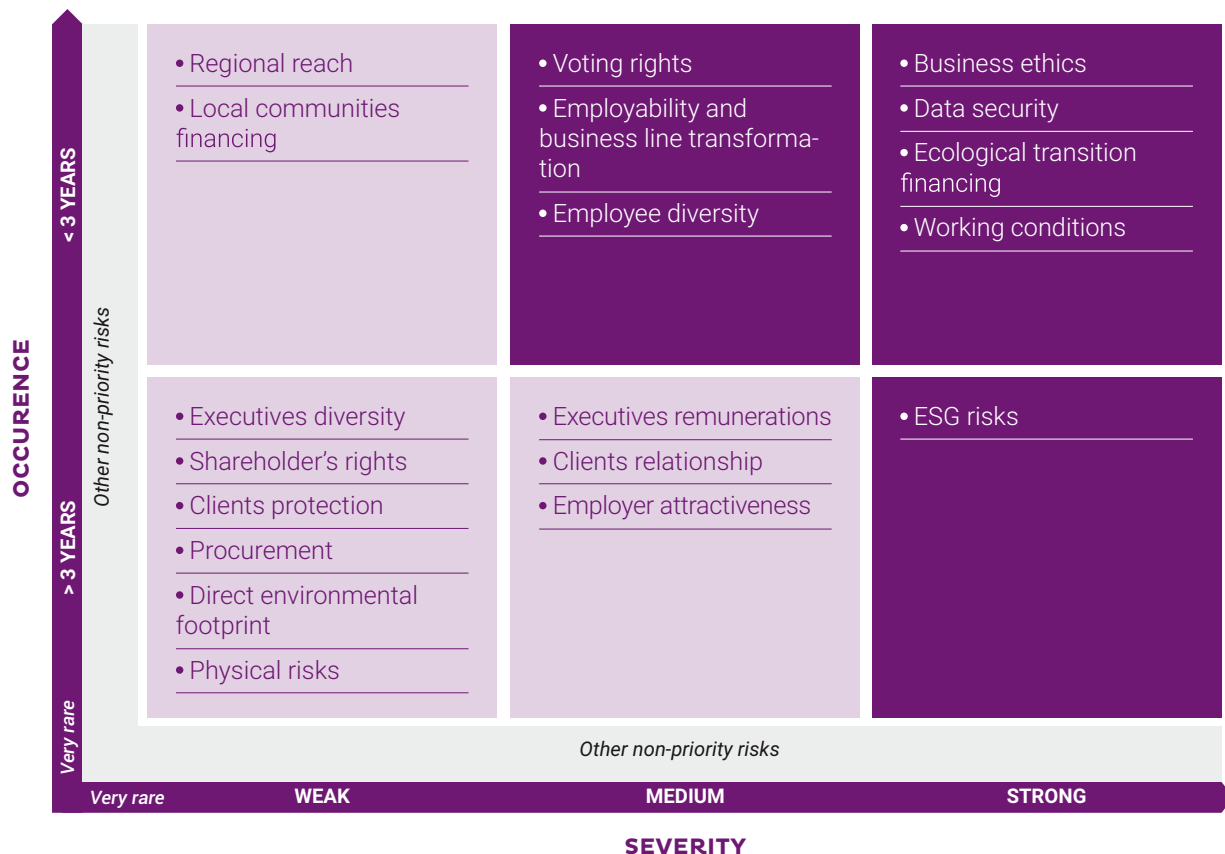 OCCURENCE
< 3 YEARS
> 3 YEARS
Very rare
Other non-priority risks
• Regional reach
• Local communities
financing
• Voting rights
• Employability and
business line transforma-
tion
• Employee diversity
• Business ethics
• Data security
• Ecological transition
financing
• Working conditions
• Executives diversity
• Shareholder’s rights
• Clients protection
• Procurement
• Direct environmental
footprint
• Physical risks
• Executives remunerations
• Clients relationship
• Employer attractiveness
• ESG risks
Other non-priority risks
Very rare
WEAK
MEDIUM
STRONG
SEVERITY